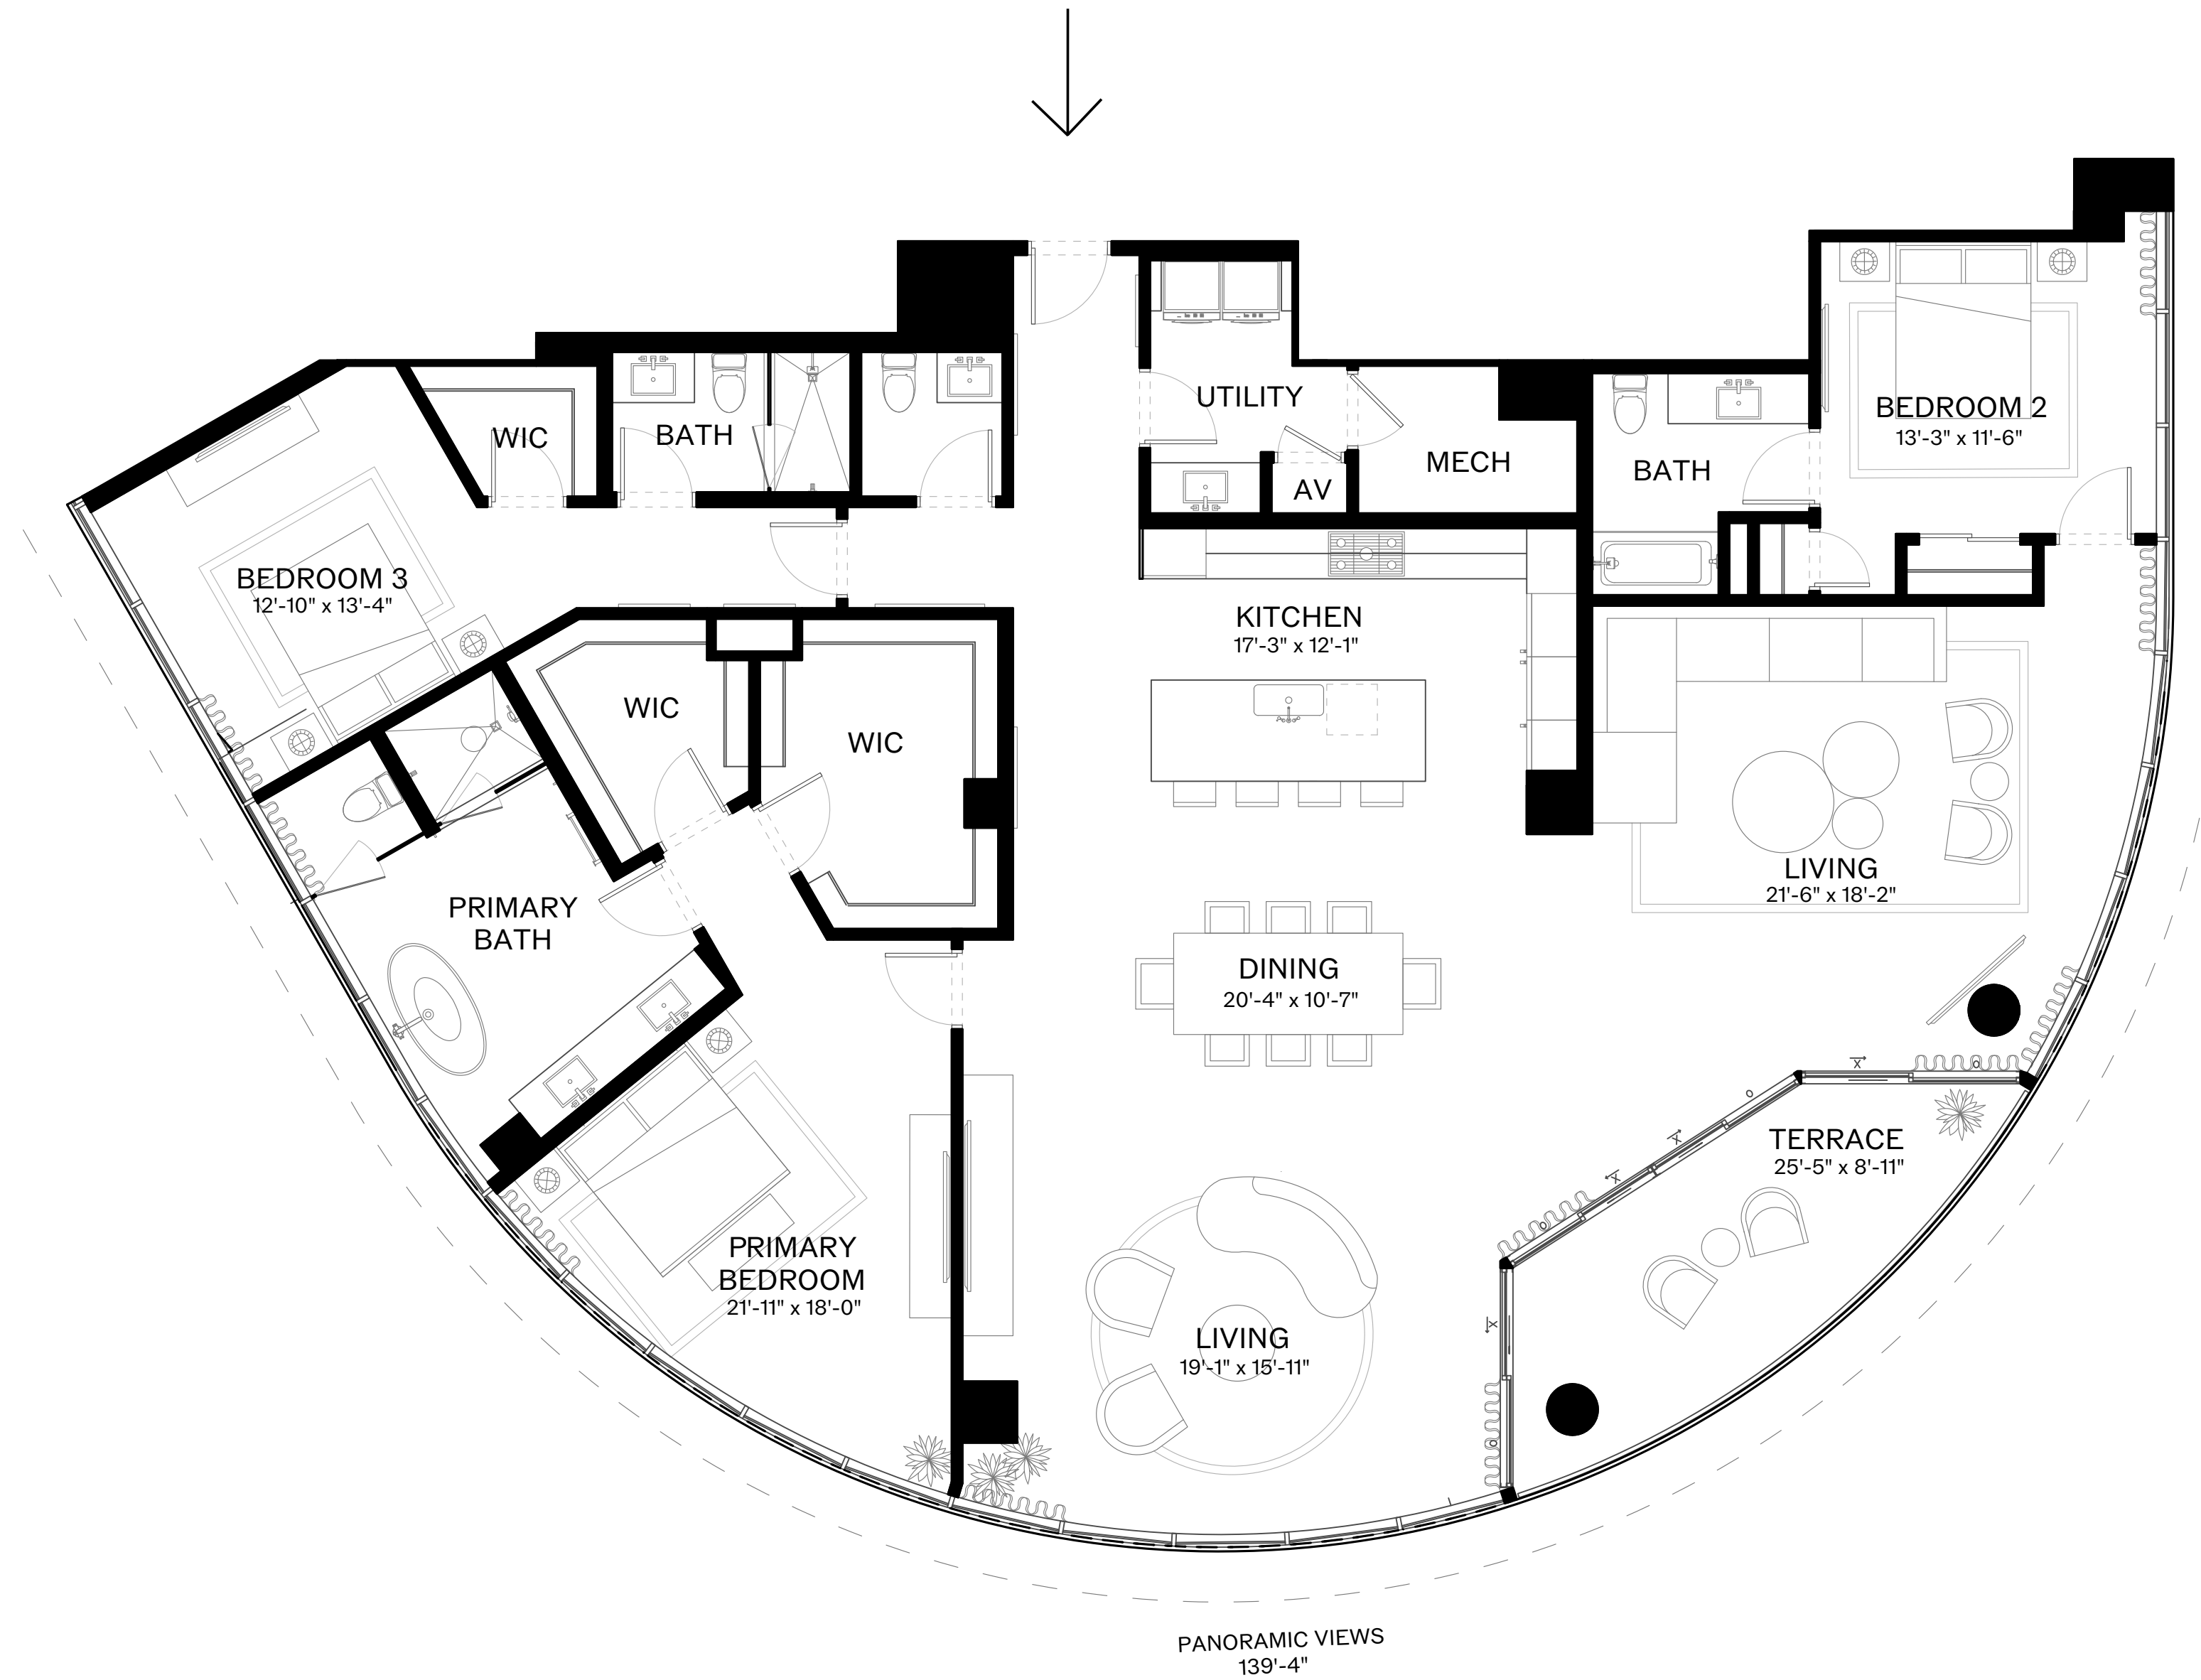 UTILITY
BEDROOM 2
13'-3" x 11'-6"
WIC
BATH
MECH
BATH
AV
BEDROOM 3
12'-10" x 13'-4"
KITCHEN
17'-3" x 12'-1"
WIC
WIC
LIVING
21'-6" x 18'-2"
PRIMARY
BATH
DINING
20'-4" x 10'-7"
TERRACE
25'-5" x 8'-11"
PRIMARY
BEDROOM
21'-11" x 18'-0"
LIVING
19'-1" x 15'-11"
X
O
O
X
X
O
X
O
PANORAMIC VIEWS
139'-4"